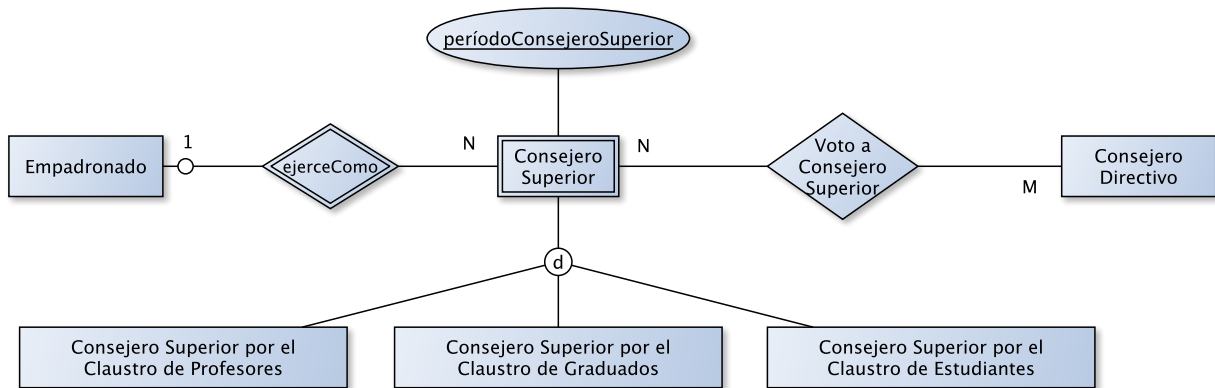 períodoConsejeroSuperior
Empadronado
1
ejerceComo
N
Consejero
Superior
N
Voto a
Consejero
Superior
M
Consejero
Directivo
d
Consejero Superior por el
Claustro de Profesores
Consejero Superior por el
Claustro de Graduados
Consejero Superior por el
Claustro de Estudiantes